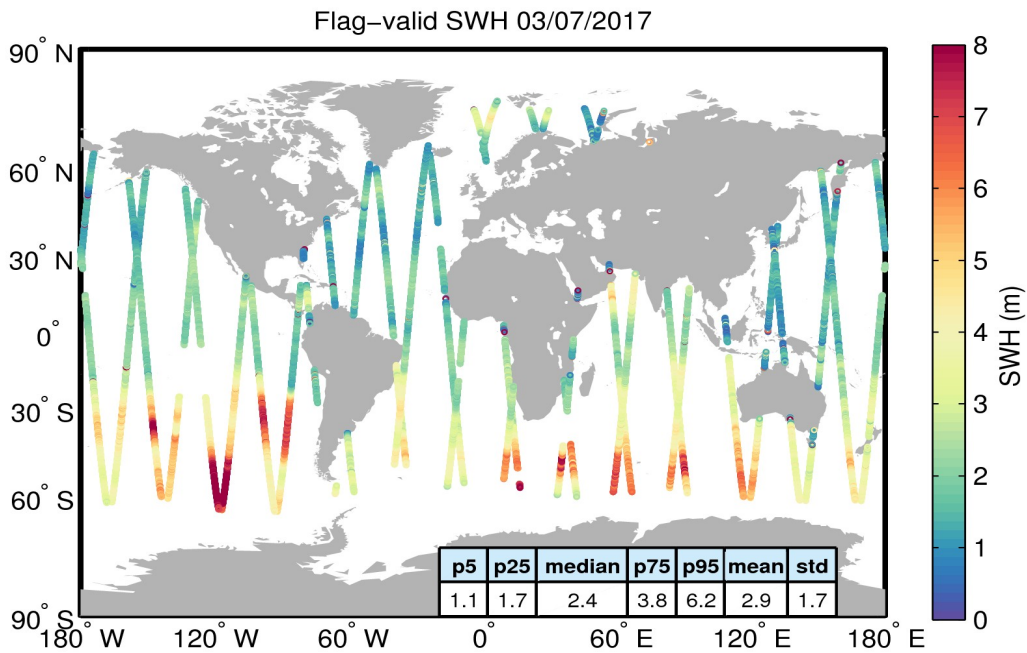 Flag−valid SWH 03/07/2017
90° N
60° N
30° N
0°
30° S
60° S
90° S
180° W
120° W
60° W
0°
60° E
120° E
180° E
p5 p25 median p75 p95 mean std
1.1 1.7 2.4 3.8 6.2 2.9 1.7
8
7
6
5
4
3
2
1
0
SWH (m)